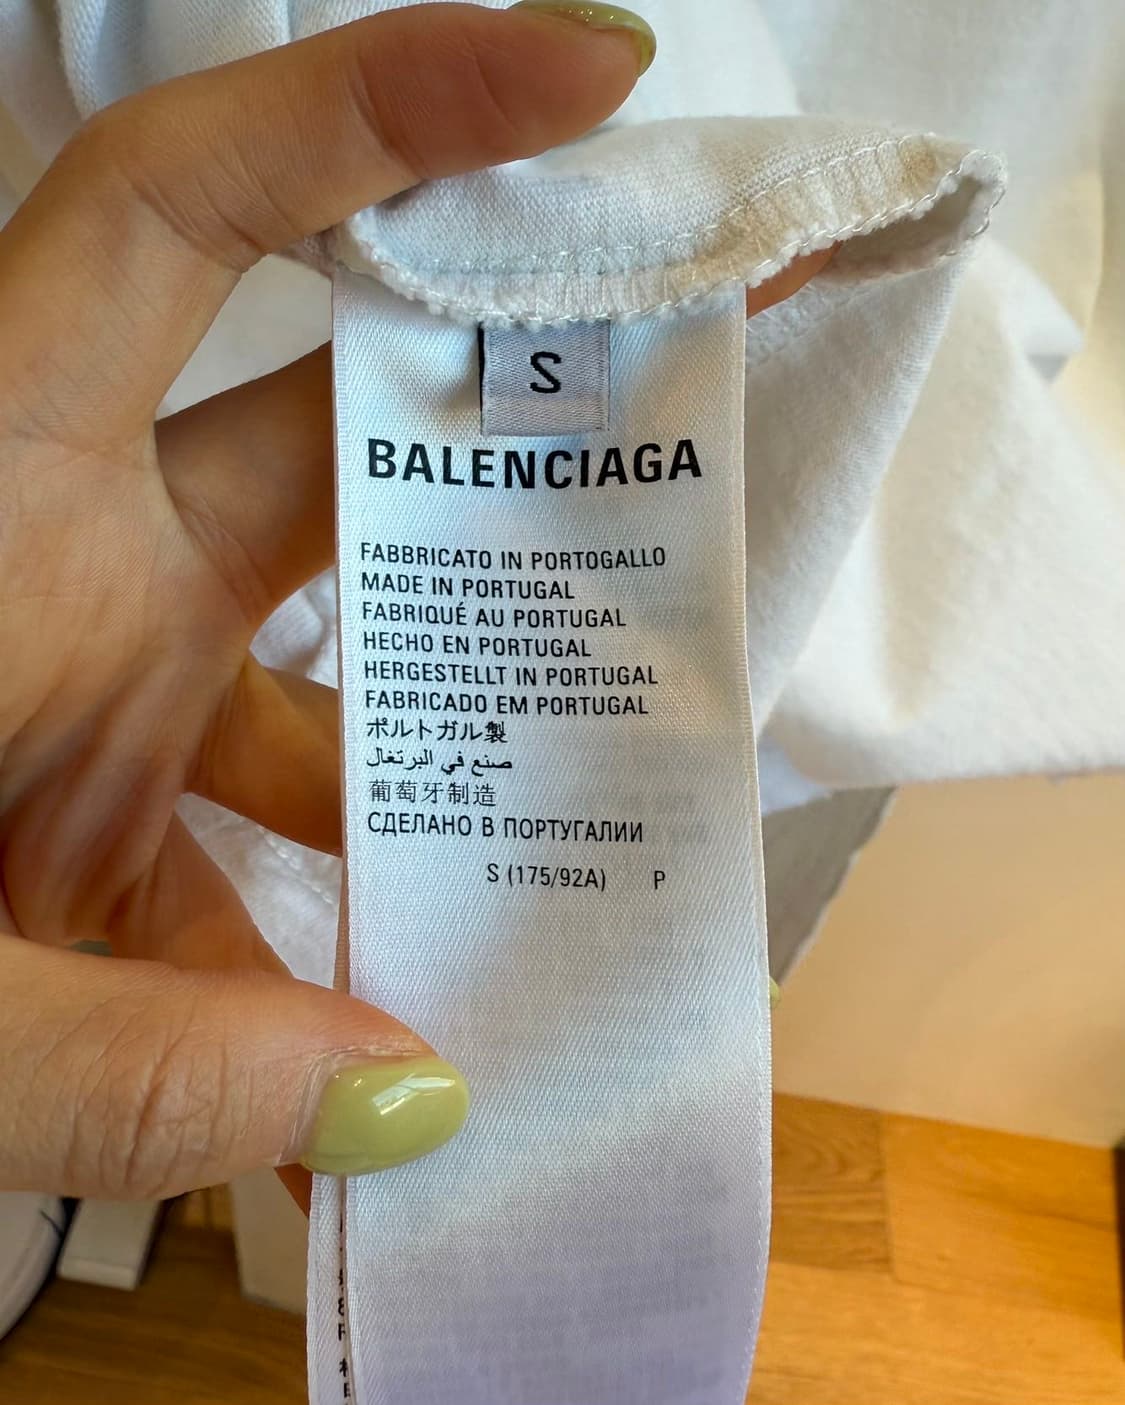 S
BALENCIAGA
FABBRICATO IN PORTOGALLO
MADE IN PORTUGAL
FABRIQUÉ AU PORTUGAL
HECHO EN PORTUGAL
HERGESTELLT IN PORTUGAL
FABRICADO EM PORTUGAL
ポルトガル製
صنع في البرتغال
葡萄牙制造
СДЕЛАНО В ПОРТУГАЛИИ
S (175/92A) P